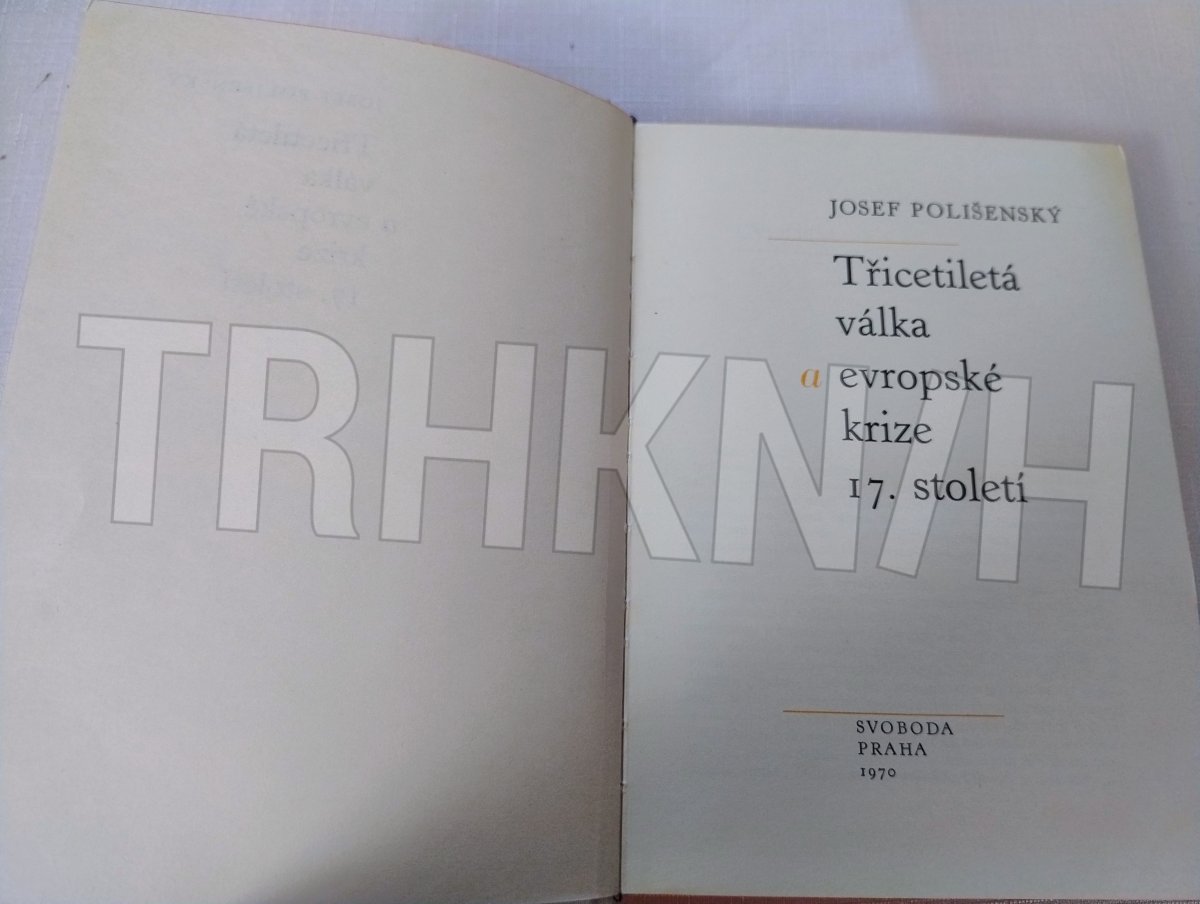 JOSEF POLIŠENSKÝ
Třicetiletá
válka
a evropské
krize
17. století
SVOBODA
PRAHA
1970
TRHKNIH